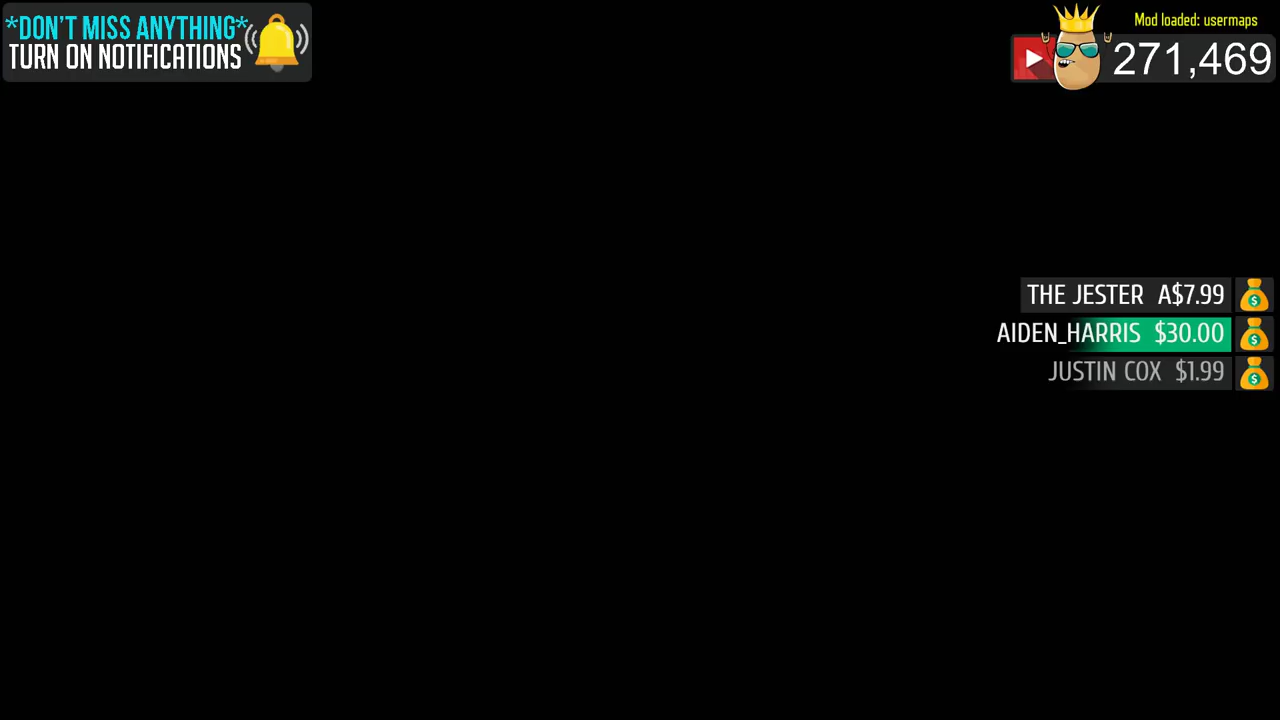 *DON'T MISS ANYTHING*
TURN ON NOTIFICATIONS
Mod loaded: usermaps
271,469
THE JESTER A$7.99
AIDEN_HARRIS $30.00
JUSTIN COX $1.99